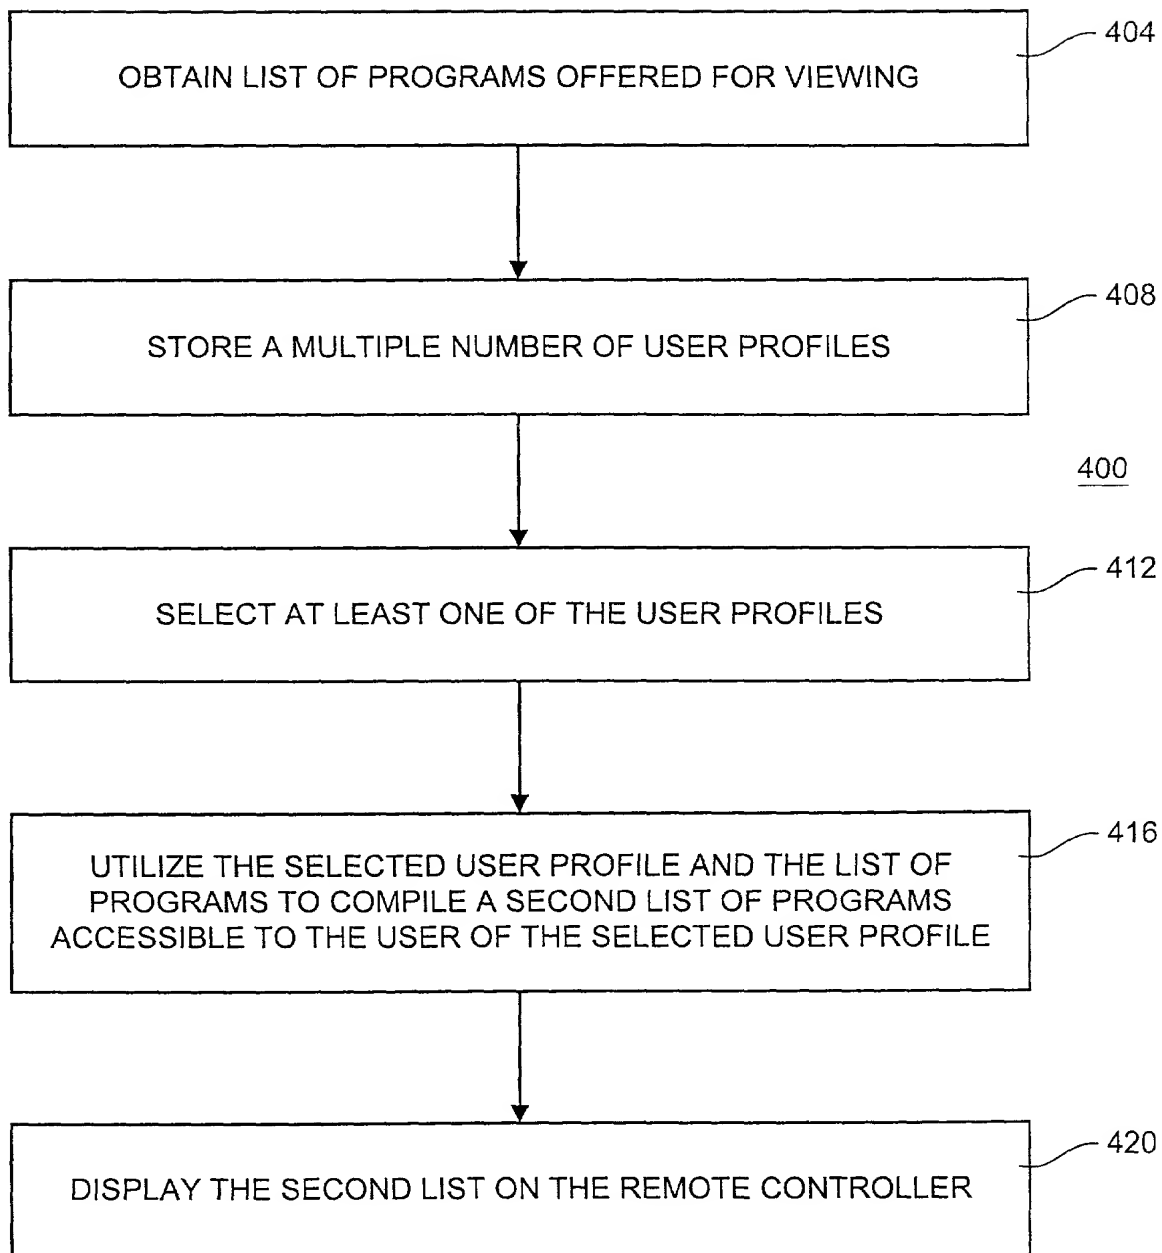 404
OBTAIN LIST OF PROGRAMS OFFERED FOR VIEWING
408
STORE A MULTIPLE NUMBER OF USER PROFILES
400
412
SELECT AT LEAST ONE OF THE USER PROFILES
416
UTILIZE THE SELECTED USER PROFILE AND THE LIST OF
PROGRAMS TO COMPILE A SECOND LIST OF PROGRAMS
ACCESSIBLE TO THE USER OF THE SELECTED USER PROFILE
420
DISPLAY THE SECOND LIST ON THE REMOTE CONTROLLER